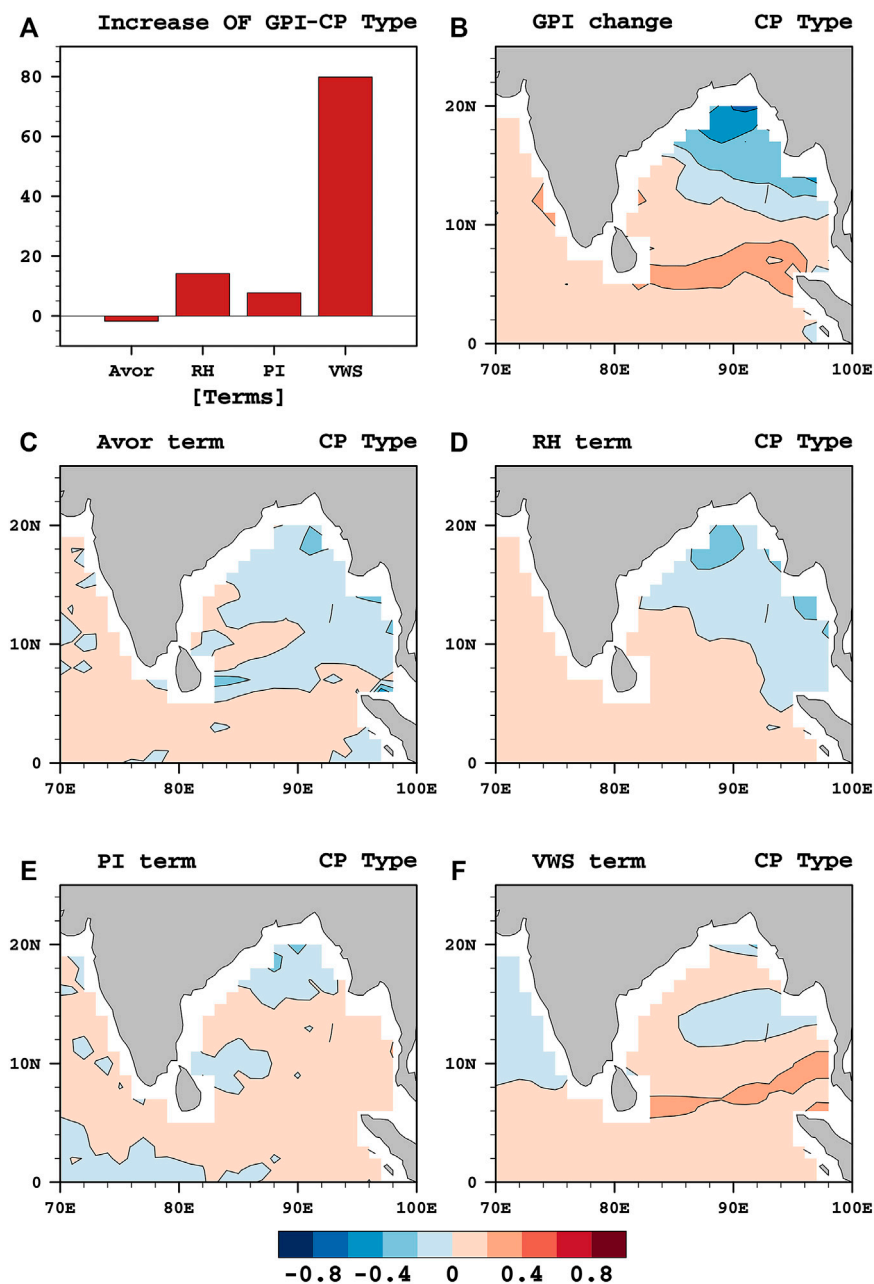 A Increase OF GPI-CP Type
80
60
40
20
0
Avor RH PI VWS
[Terms]
B GPI change CP Type
20N
10N
0
70E 80E 90E 100E
C Avor term CP Type
20N
10N
0
70E 80E 90E 100E
D RH term CP Type
20N
10N
0
70E 80E 90E 100E
E PI term CP Type
20N
10N
0
70E 80E 90E 100E
F VWS term CP Type
20N
10N
0
70E 80E 90E 100E
-0.8 -0.4 0 0.4 0.8